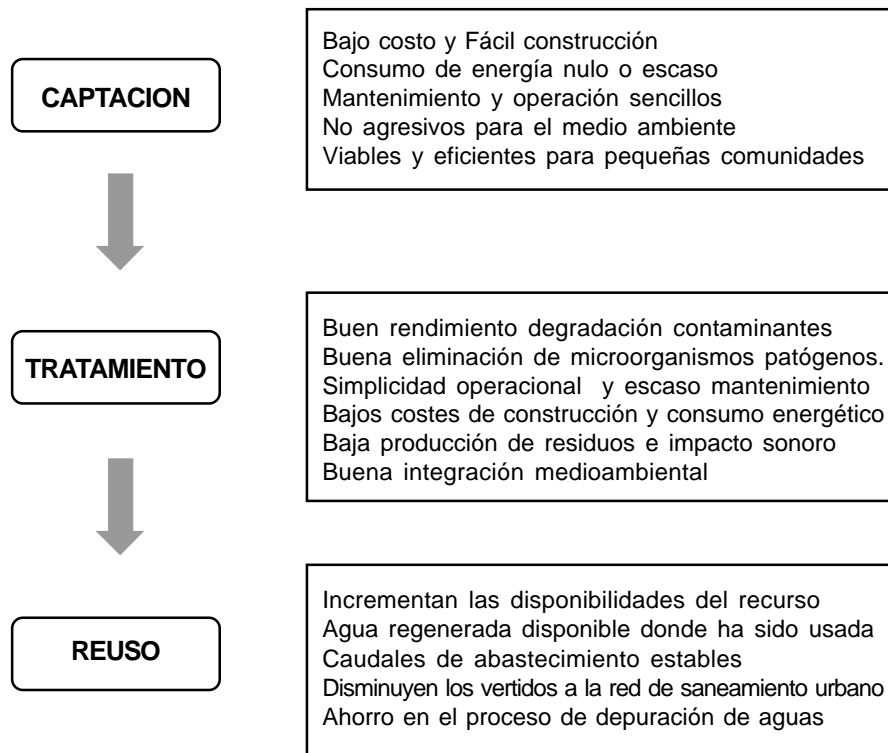 CAPTACION
Bajo costo y Fácil construcción
Consumo de energía nulo o escaso
Mantenimiento y operación sencillos
No agresivos para el medio ambiente
Viables y eficientes para pequeñas comunidades
TRATAMIENTO
Buen rendimiento degradación contaminantes
Buena eliminación de microorganismos patógenos.
Simplicidad operacional y escaso mantenimiento
Bajos costes de construcción y consumo energético
Baja producción de residuos e impacto sonoro
Buena integración medioambiental
REUSO
Incrementan las disponibilidades del recurso
Agua regenerada disponible donde ha sido usada
Caudales de abastecimiento estables
Disminuyen los vertidos a la red de saneamiento urbano
Ahorro en el proceso de depuración de aguas